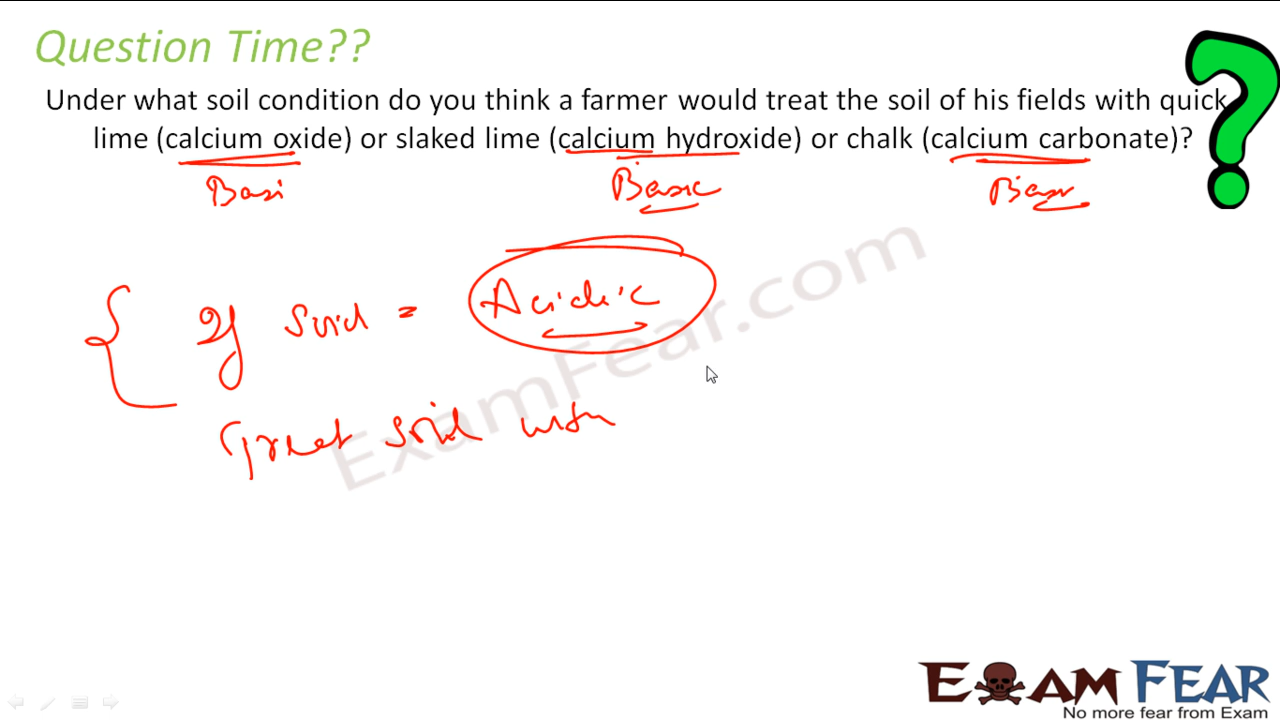 Question Time??
Under what soil condition do you think a farmer would treat the soil of his fields with quick
lime (calcium oxide) or slaked lime (calcium hydroxide) or chalk (calcium carbonate)?
Basi Basic Basic
If Soil = Acidic
Treat soil with
ExamFear.com
EXAM FEAR
No more fear from Exam